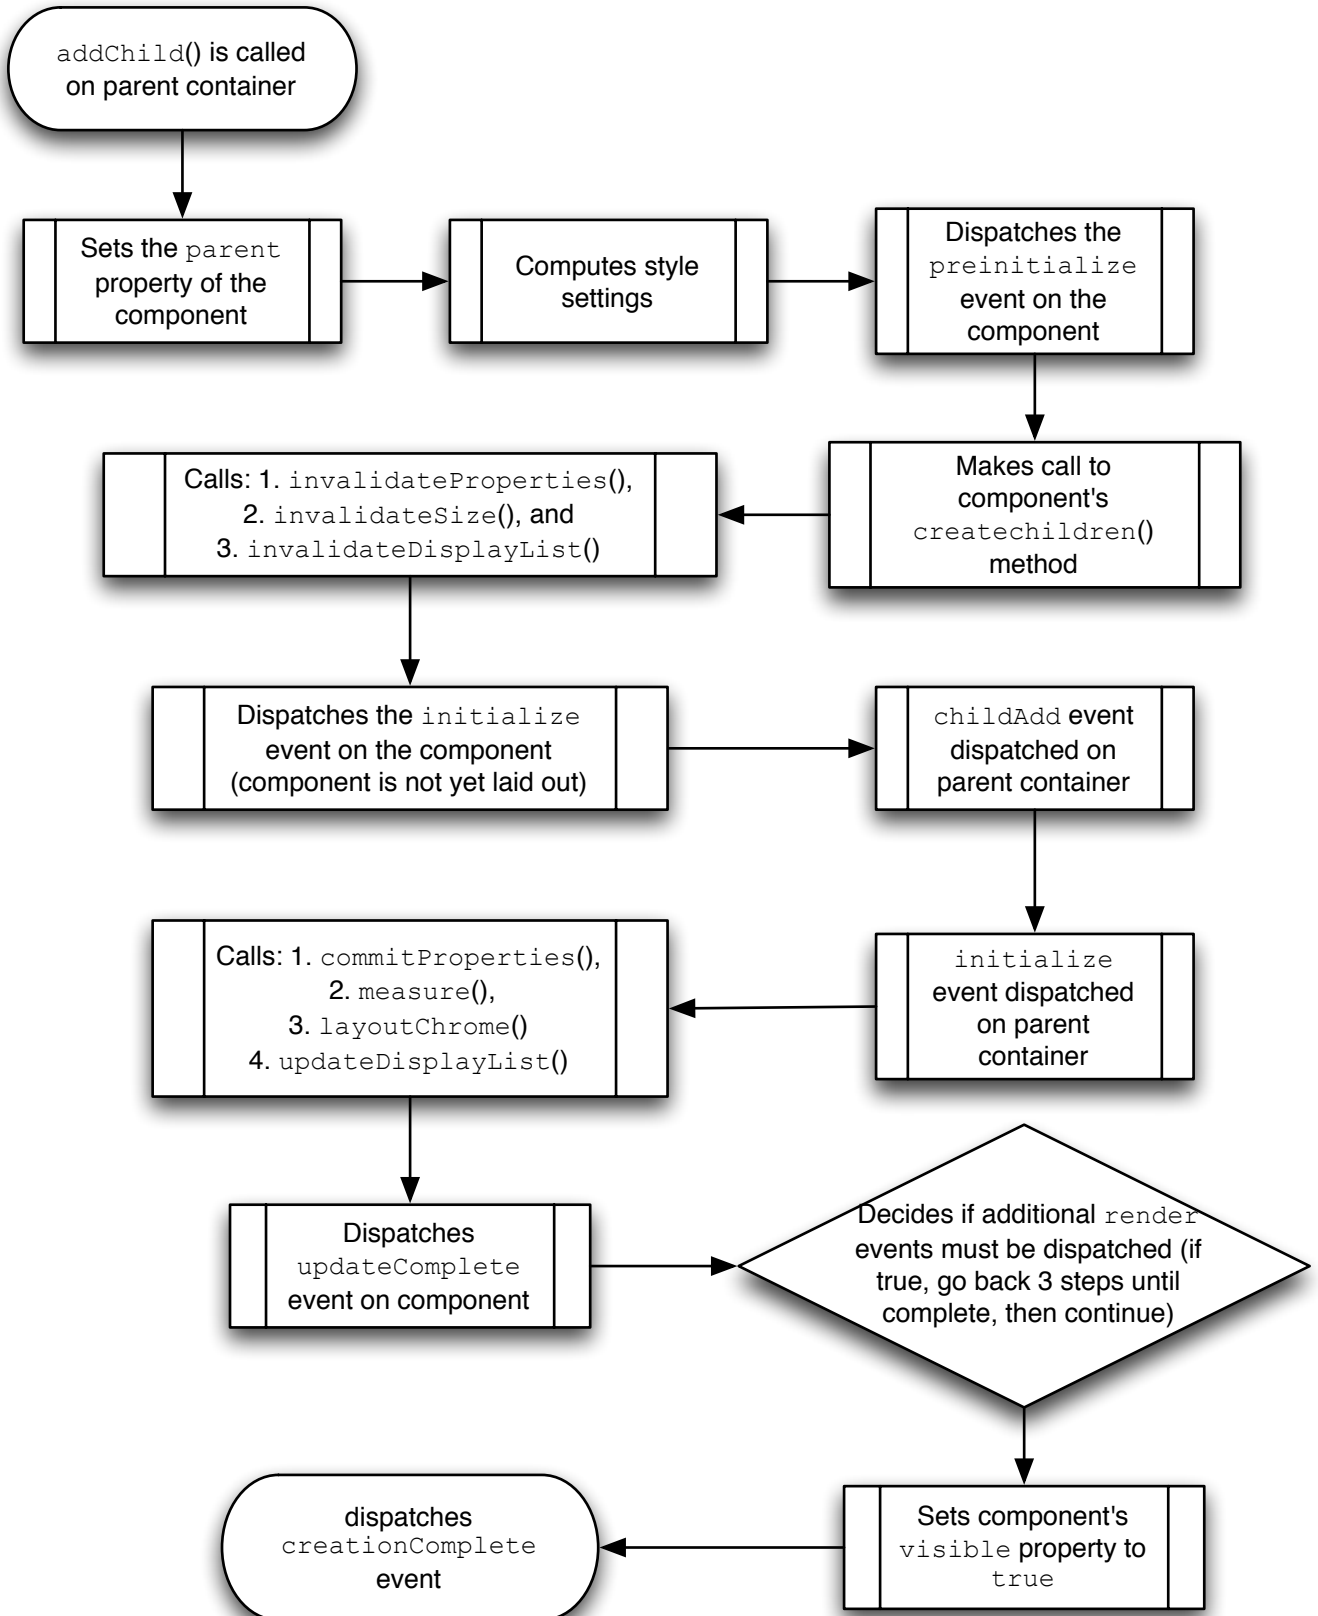 addChild() is called
on parent container
Sets the parent
property of the
component
Computes style
settings
Dispatches the
preinitialize
event on the
component
Makes call to
component's
createchildren()
method
Calls: 1. invalidateProperties(),
2. invalidateSize(), and
3. invalidateDisplayList()
Dispatches the initialize
event on the component
(component is not yet laid out)
childAdd event
dispatched on
parent container
initialize
event dispatched
on parent
container
Calls: 1. commitProperties(),
2. measure(),
3. layoutChrome()
4. updateDisplayList()
Dispatches
updateComplete
event on component
Decides if additional render
events must be dispatched (if
true, go back 3 steps until
complete, then continue)
Sets component's
visible property to
true
dispatches
creationComplete
event